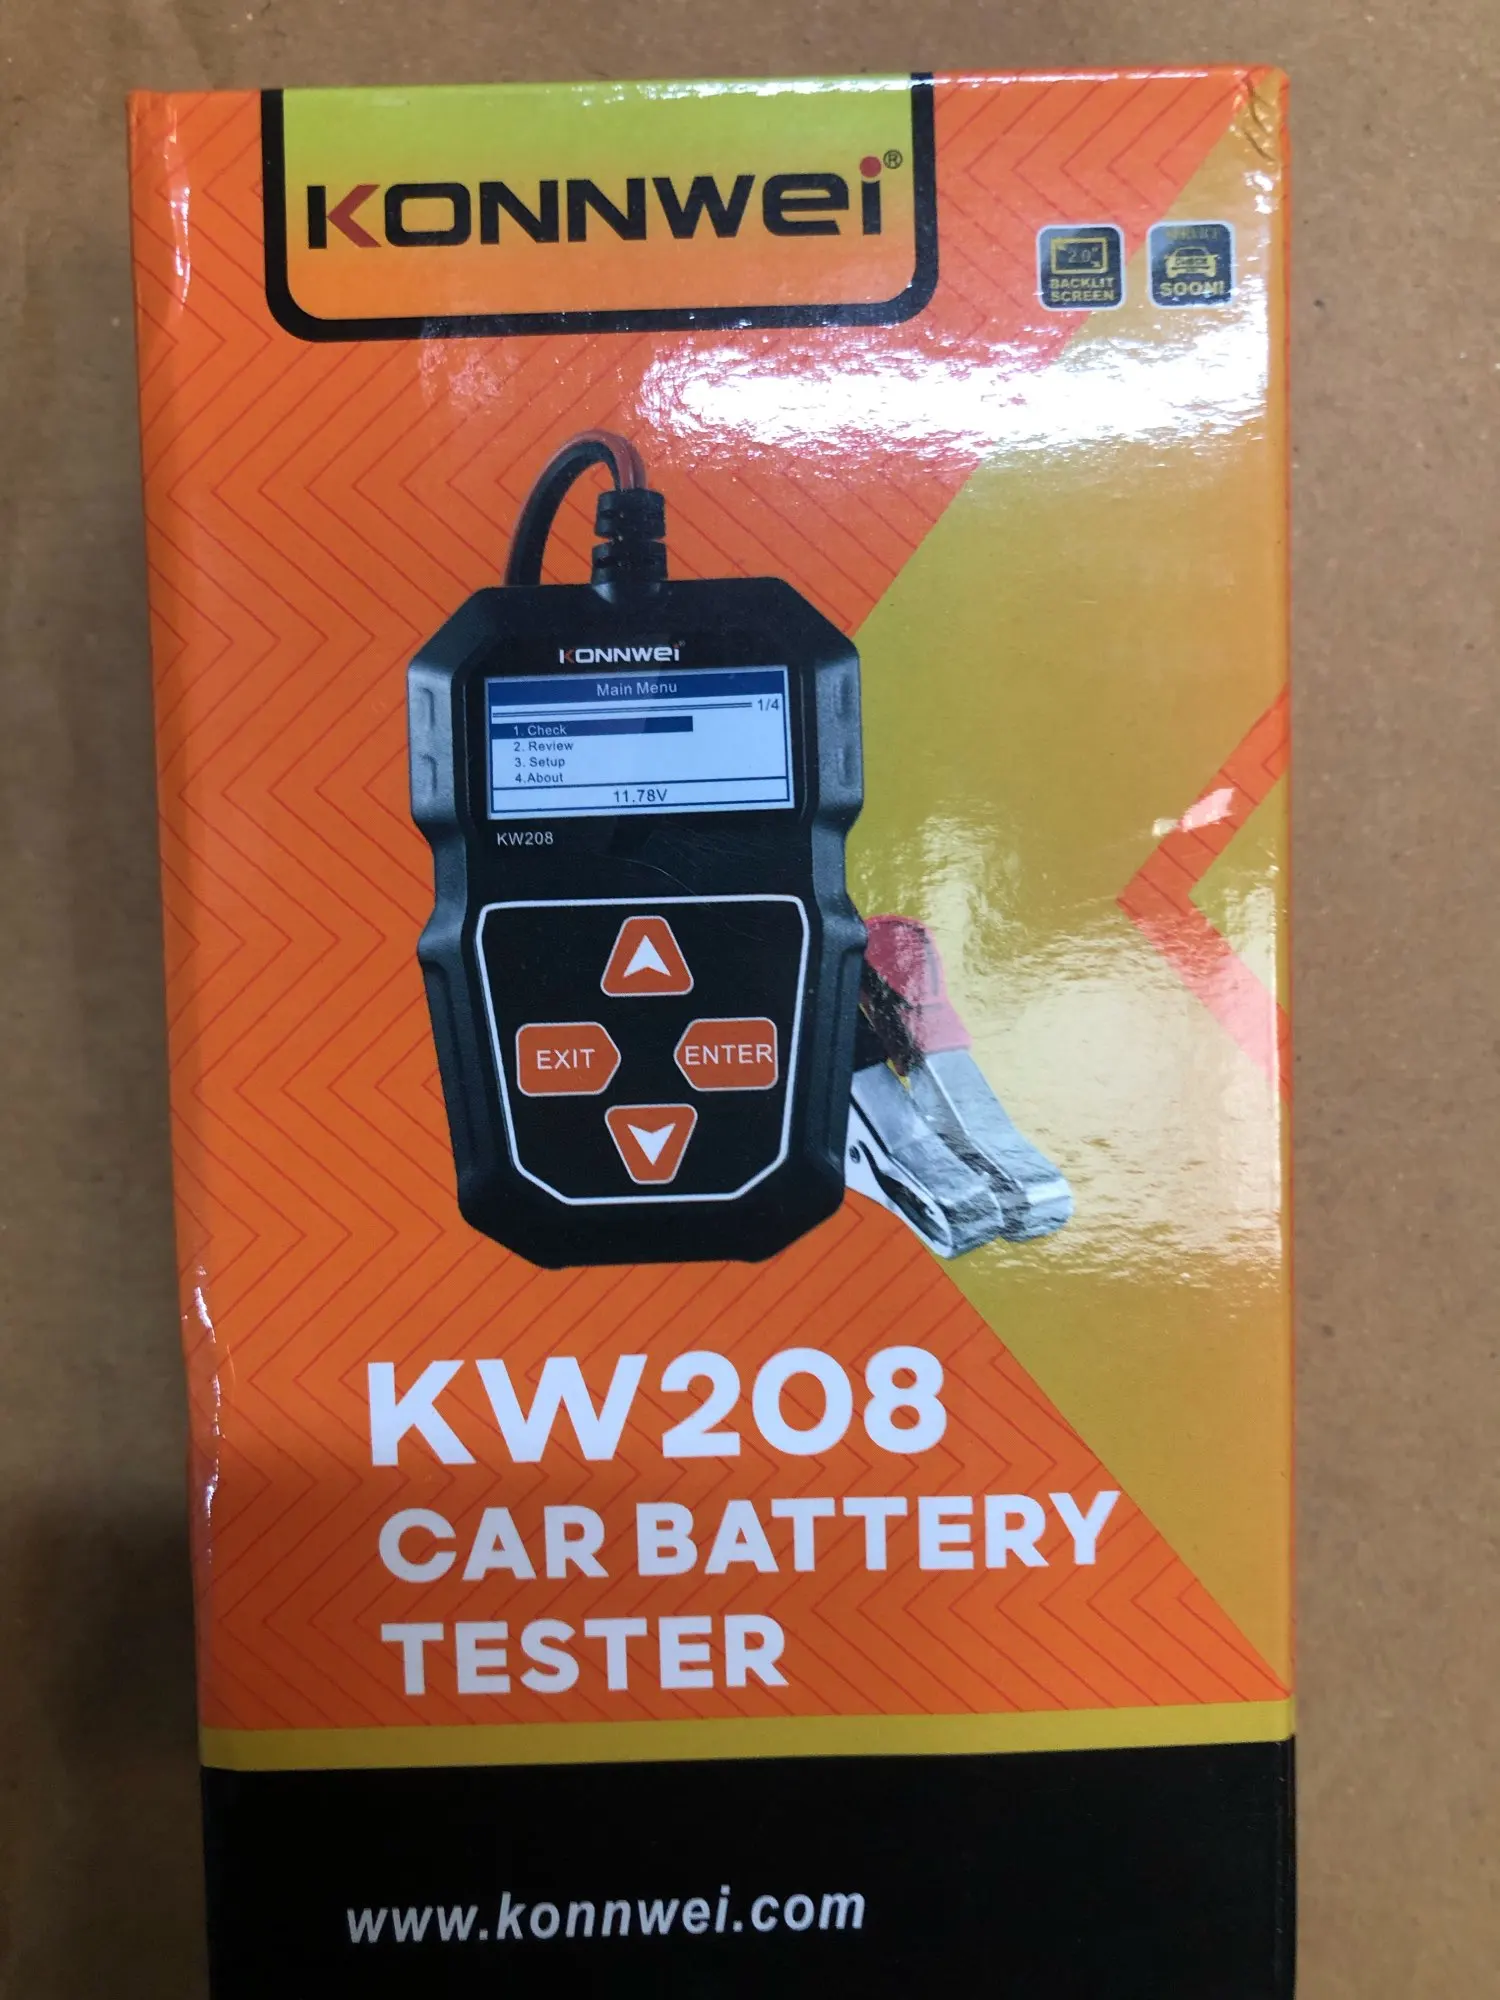 KONNWEI®
2.0"
BACKLIT
SCREEN
SOON!
KONNWEI
Main Menu
1/4
1. Check
2. Review
3. Setup
4.About
11.78V
KW208
EXIT
ENTER
KW208
CAR BATTERY
TESTER
www.konnwei.com